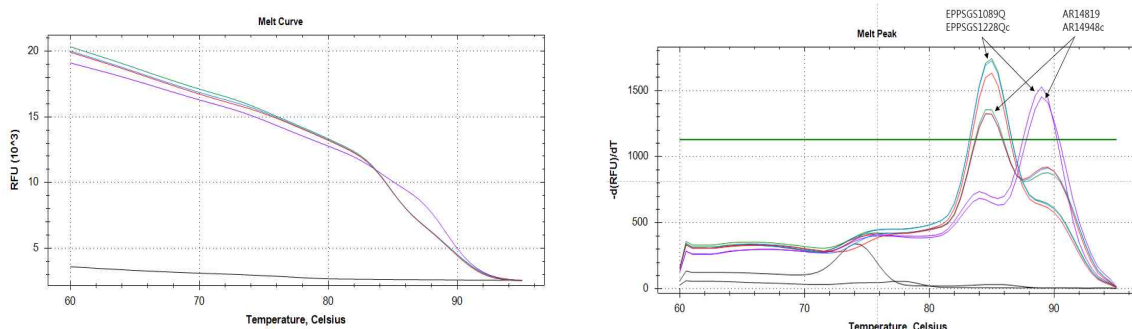 Melt Curve
RFU (10^3)
20
15
10
5
60
70
80
90
Temperature, Celsius
EPPSGS1089Q
AR14819
EPPSGS1228Qc
AR14948c
Melt Peak
-d(RFU)/dT
1500
1000
500
0
60
70
80
90
Temperature, Celsius